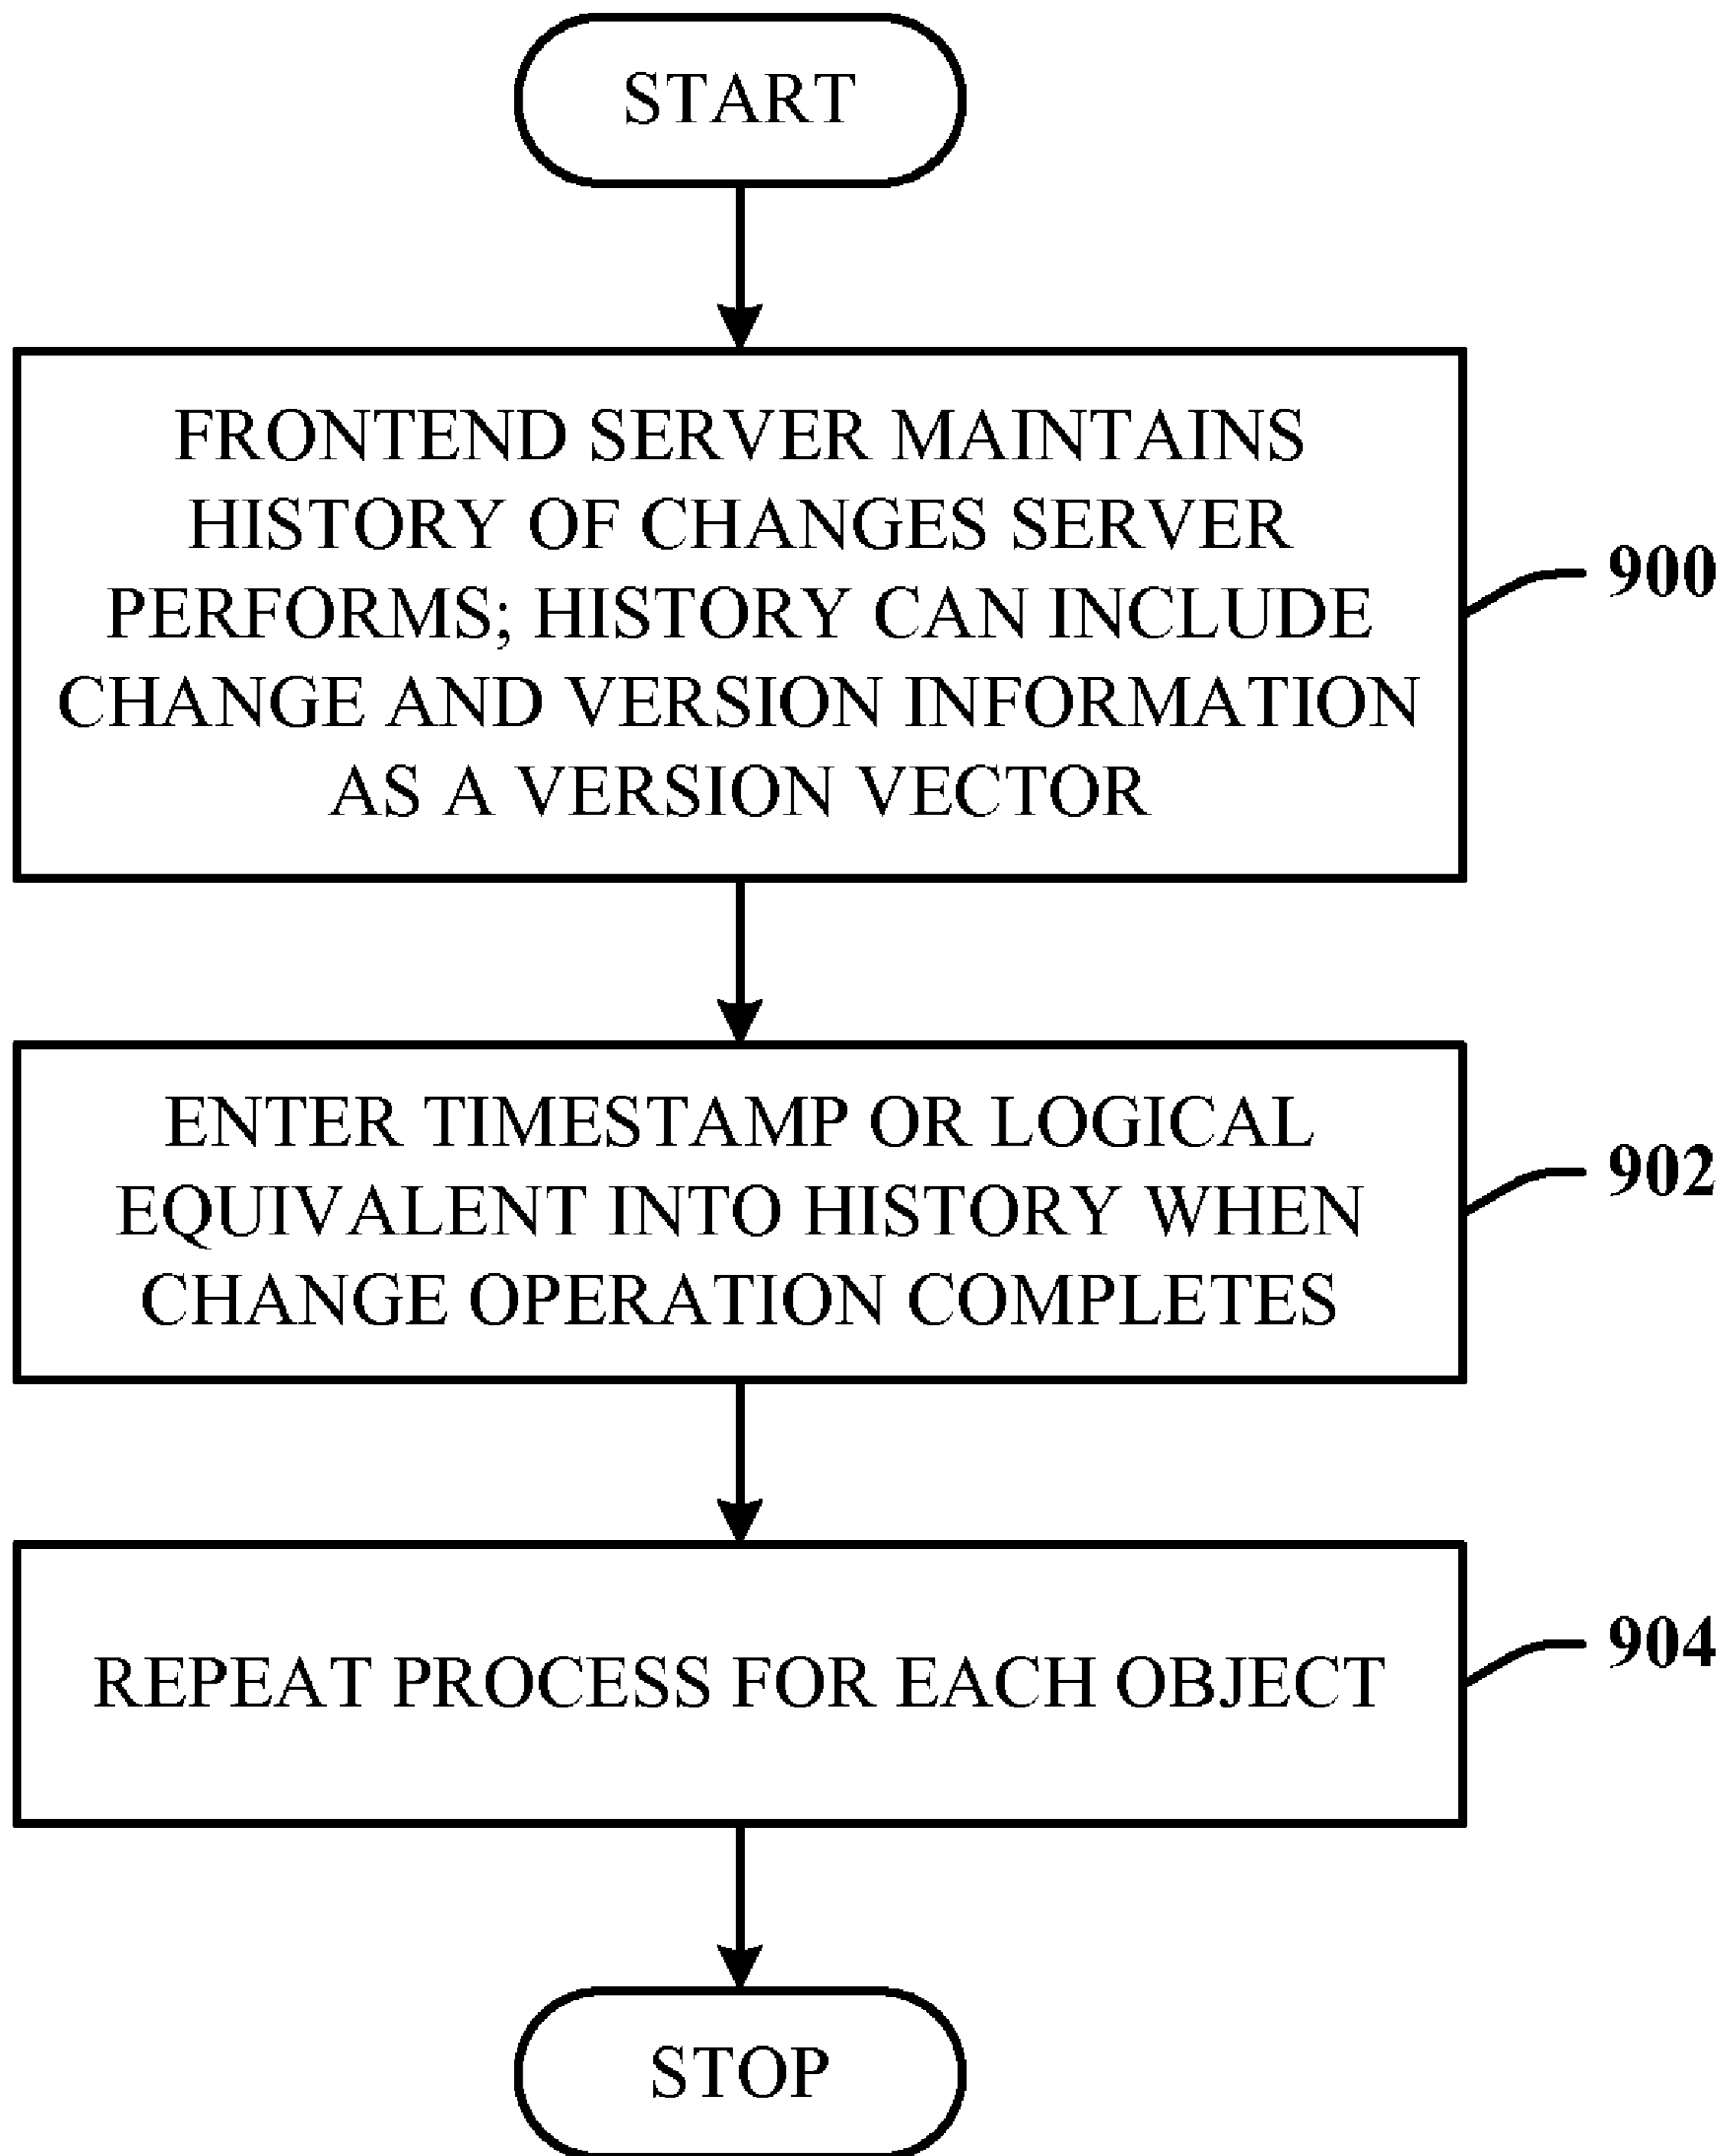 START
FRONTEND SERVER MAINTAINS
HISTORY OF CHANGES SERVER
PERFORMS; HISTORY CAN INCLUDE
CHANGE AND VERSION INFORMATION
AS A VERSION VECTOR
900
ENTER TIMESTAMP OR LOGICAL
EQUIVALENT INTO HISTORY WHEN
CHANGE OPERATION COMPLETES
902
REPEAT PROCESS FOR EACH OBJECT
904
STOP